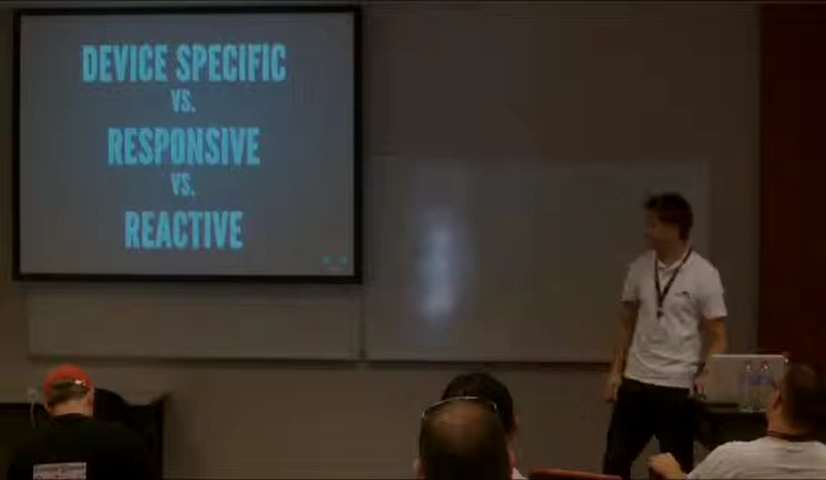 DEVICE SPECIFIC
VS.
RESPONSIVE
VS.
REACTIVE